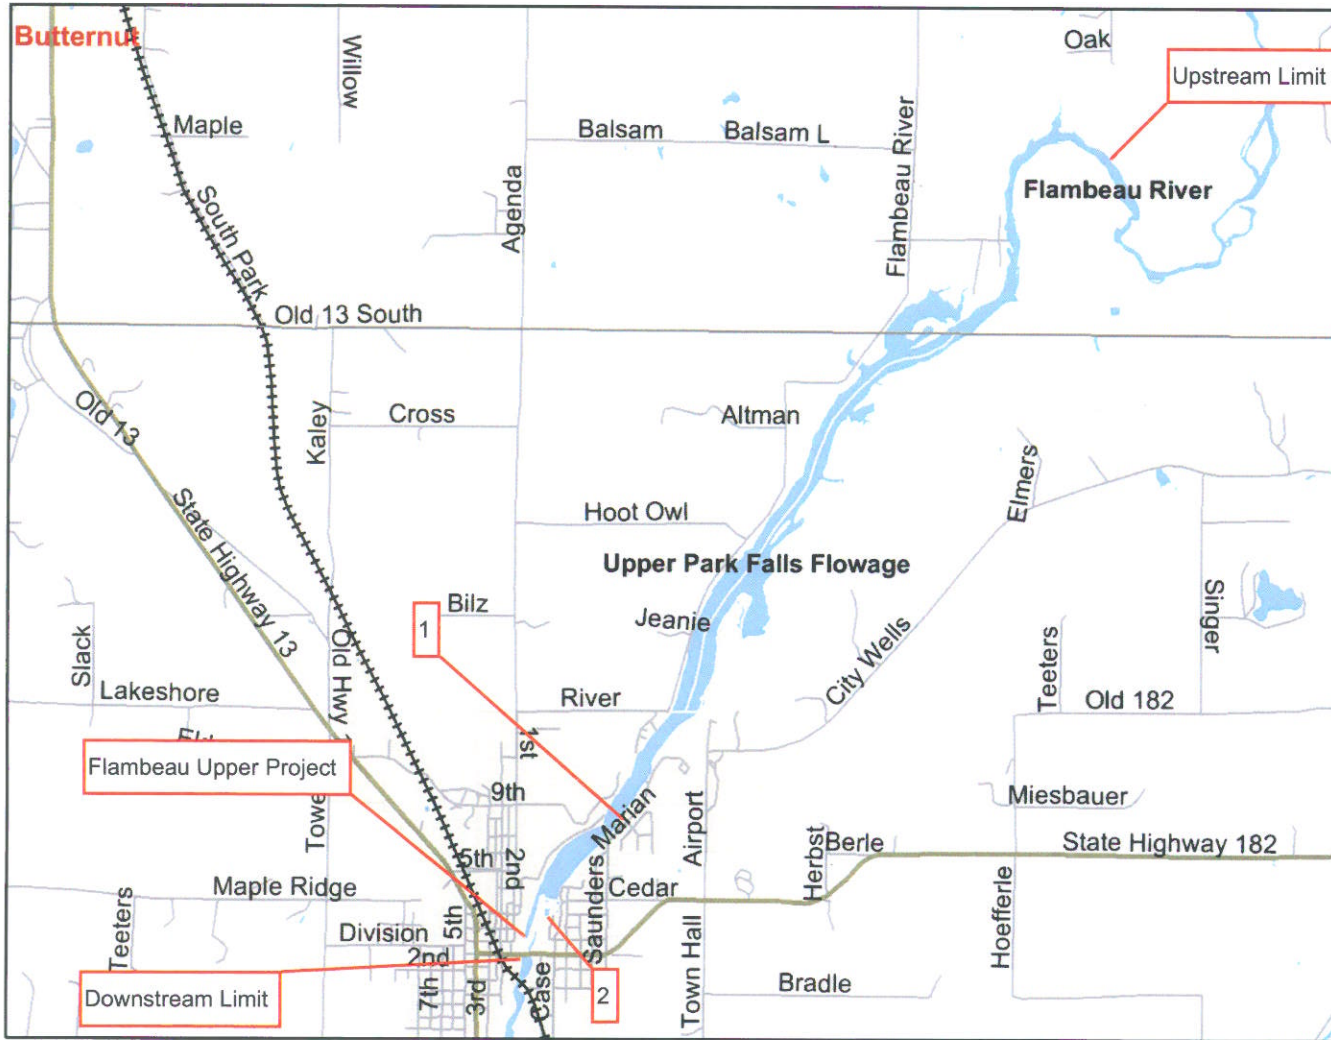 Butternut
Willow
Oak
Upstream Limit
Maple
Balsam
Balsam L
Flambeau River
Agenda
South Park
Flambeau River
Old 13 South
Old 13
Kaley
Cross
Altman
State Highway 13
Hoot Owl
Elmers
Upper Park Falls Flowage
Bilz
1
Jeanie
Singer
Slack
Old Hwy
City Wells
Teeters
Lakeshore
River
Old 182
1st
Flambeau Upper Project
9th
Marian
Airport
Miesbauer
Herbst
Berle
State Highway 182
5th
2nd
Saunders
Cedar
Maple Ridge
Hoefferle
Teeters
5th
Division
2nd
Town Hall
Downstream Limit
7th
3rd
Case
2
Bradle